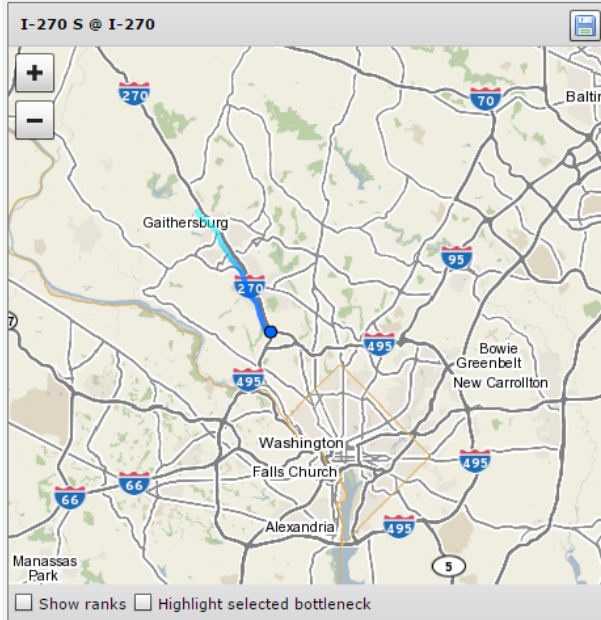 I-270 S @ I-270
+
−
270
70
Balti
Gaithersburg
95
270
7
495
495
Bowie
Greenbelt
New Carrollton
Washington
Falls Church
495
66
66
Alexandria
495
Manassas
Park
5
Show ranks
Highlight selected bottleneck